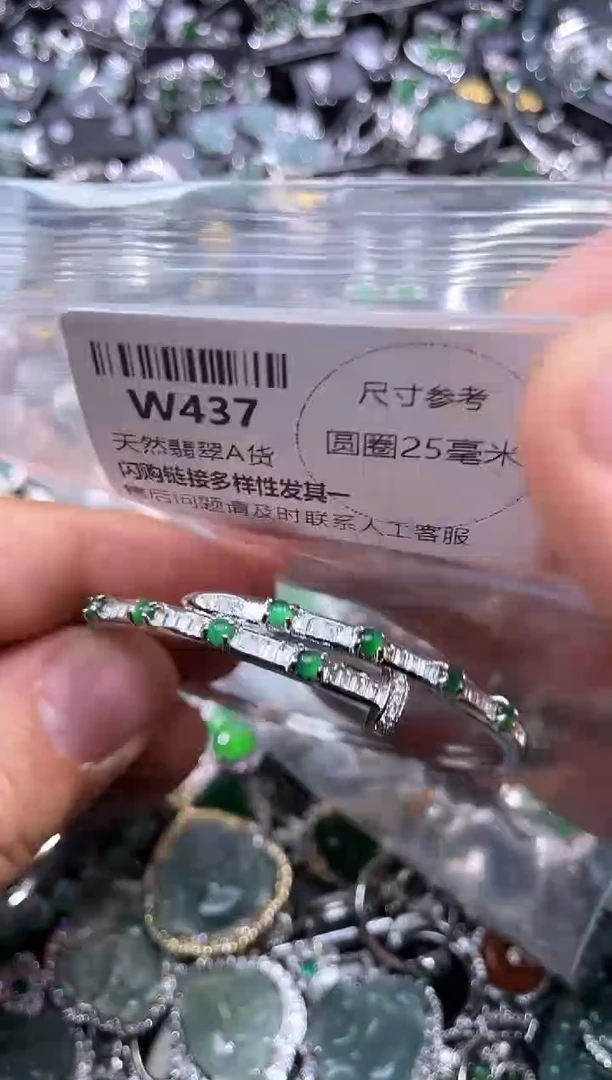 W437
天然翡翠A货
闪购链接多样性发其一
售后问题请及时联系人工客服
尺寸参考
圆圈25毫米